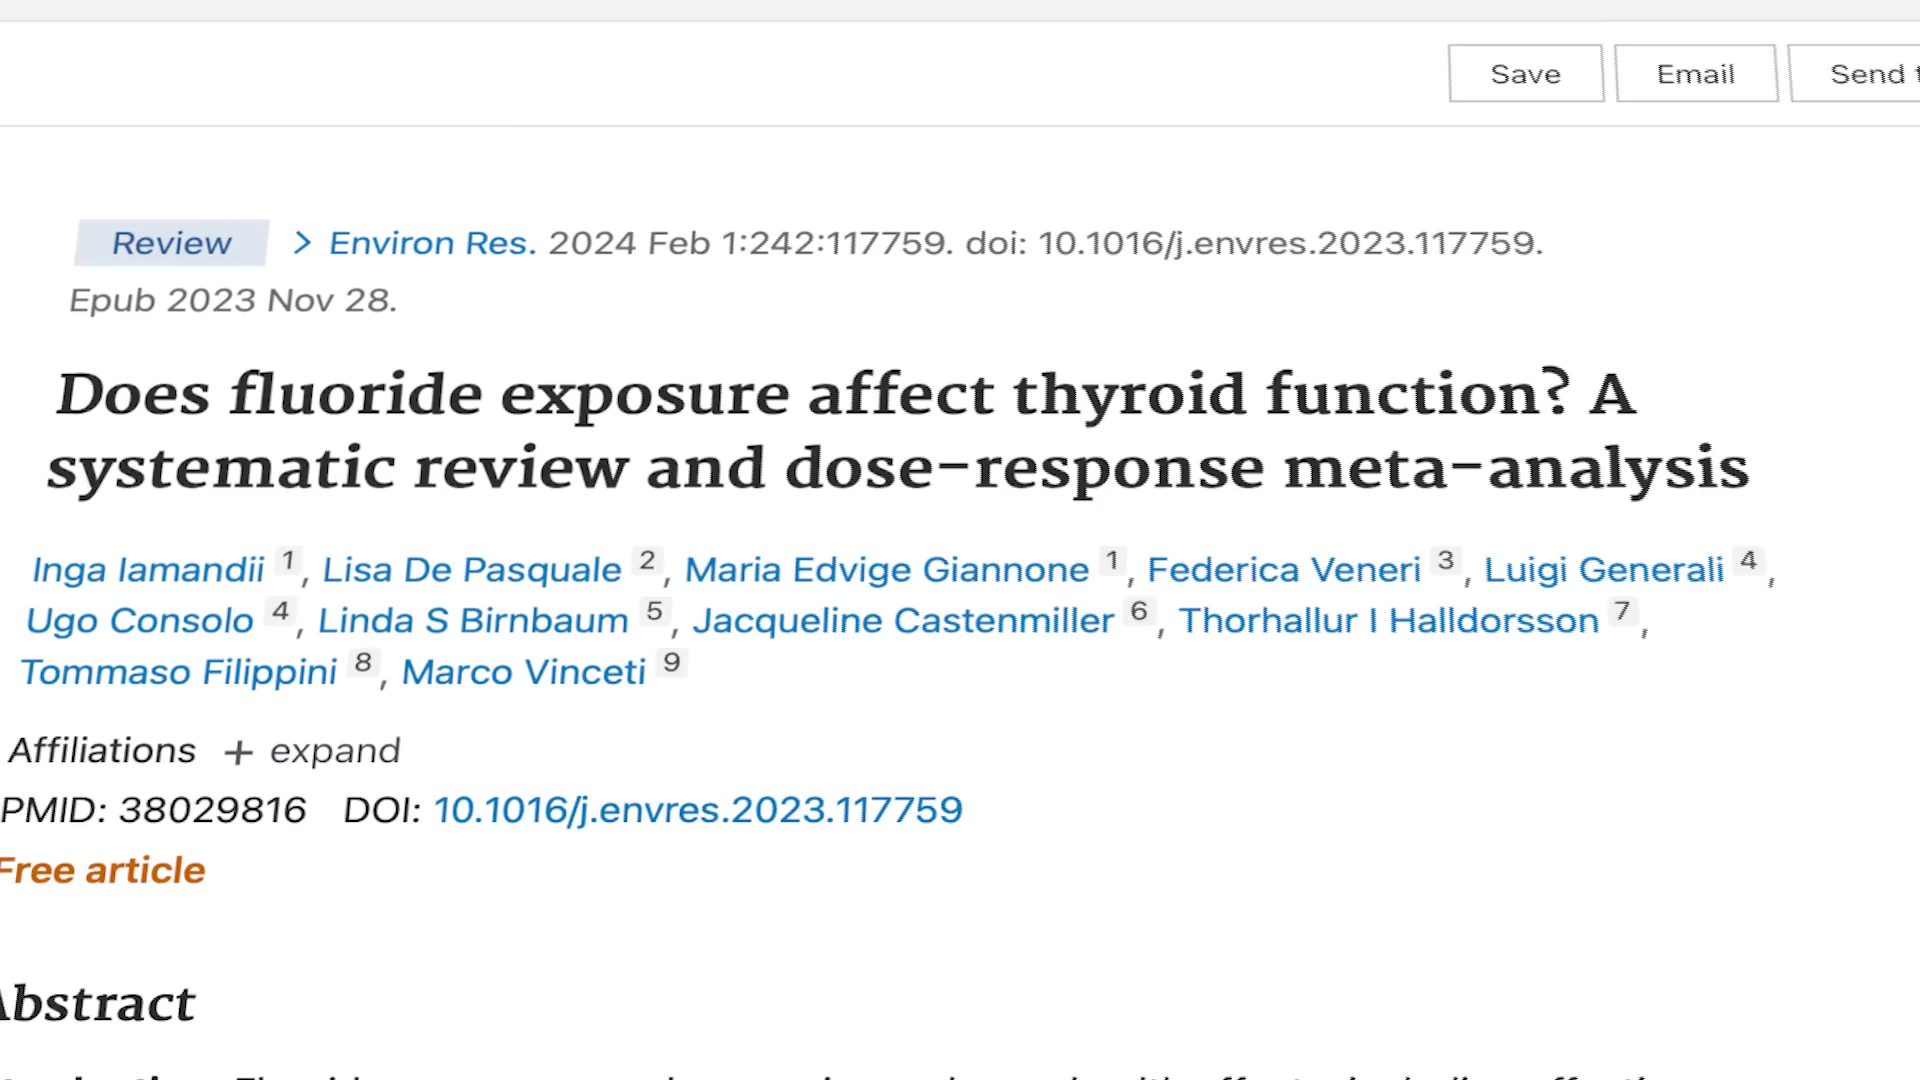 Save Email Send
Review > Environ Res. 2024 Feb 1:242:117759. doi: 10.1016/j.envres.2023.117759.
Epub 2023 Nov 28.
Does fluoride exposure affect thyroid function? A
systematic review and dose-response meta-analysis
Inga Iamandii 1, Lisa De Pasquale 2, Maria Edvige Giannone 1, Federica Veneri 3, Luigi Generali 4,
Ugo Consolo 4, Linda S Birnbaum 5, Jacqueline Castenmiller 6, Thorhallur I Halldorsson 7,
Tommaso Filippini 8, Marco Vinceti 9
Affiliations + expand
PMID: 38029816 DOI: 10.1016/j.envres.2023.117759
Free article
Abstract